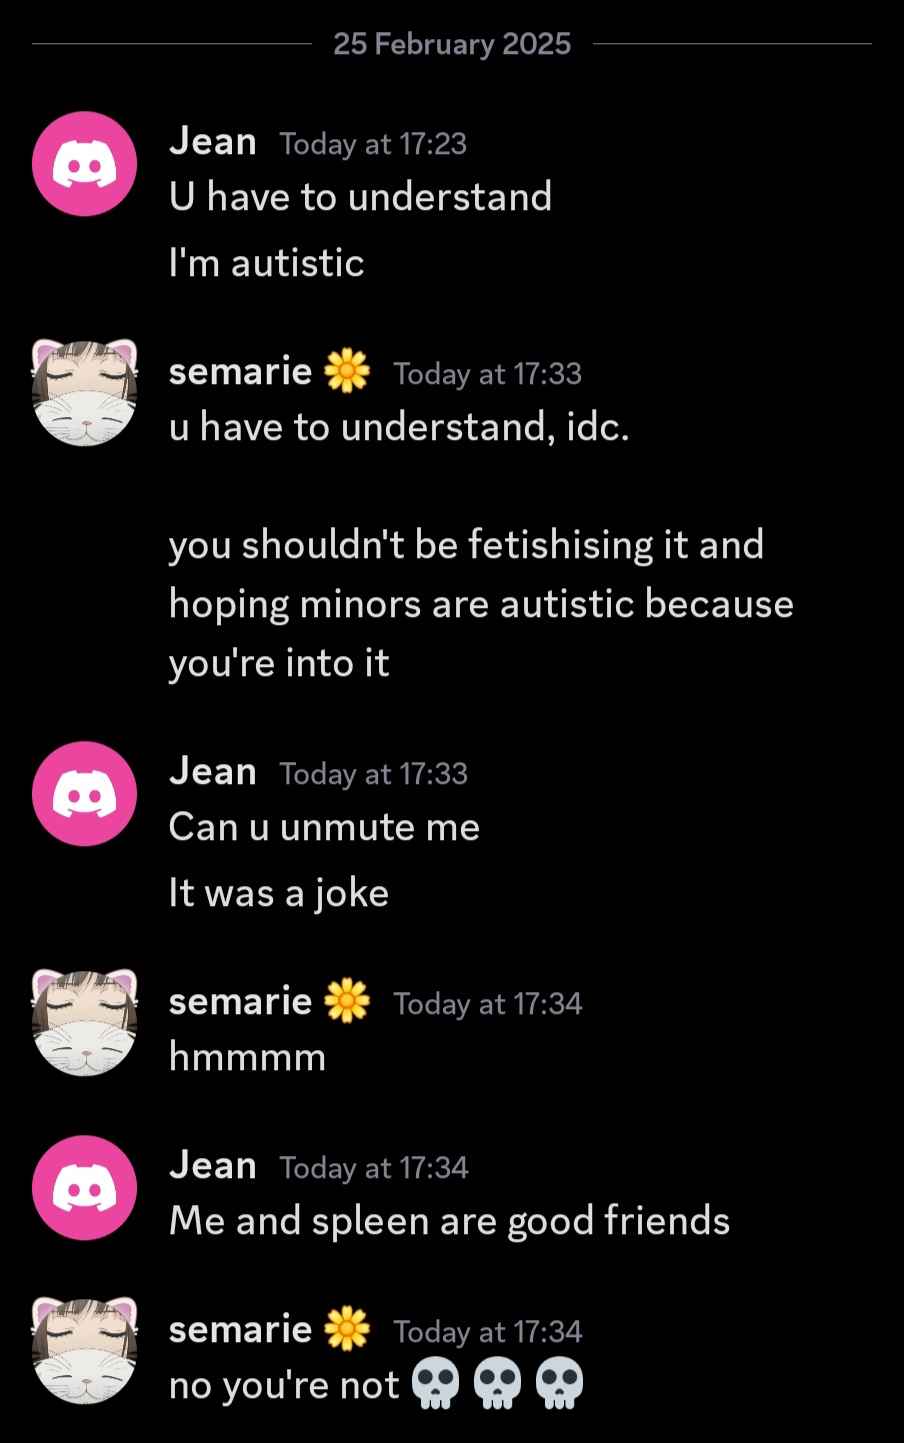 25 February 2025
Jean Today at 17:23
U have to understand
I'm autistic
semarie 🌼 Today at 17:33
u have to understand, idc.
you shouldn't be fetishising it and
hoping minors are autistic because
you're into it
Jean Today at 17:33
Can u unmute me
It was a joke
semarie 🌼 Today at 17:34
hmmmm
Jean Today at 17:34
Me and spleen are good friends
semarie 🌼 Today at 17:34
no you're not 💀💀💀